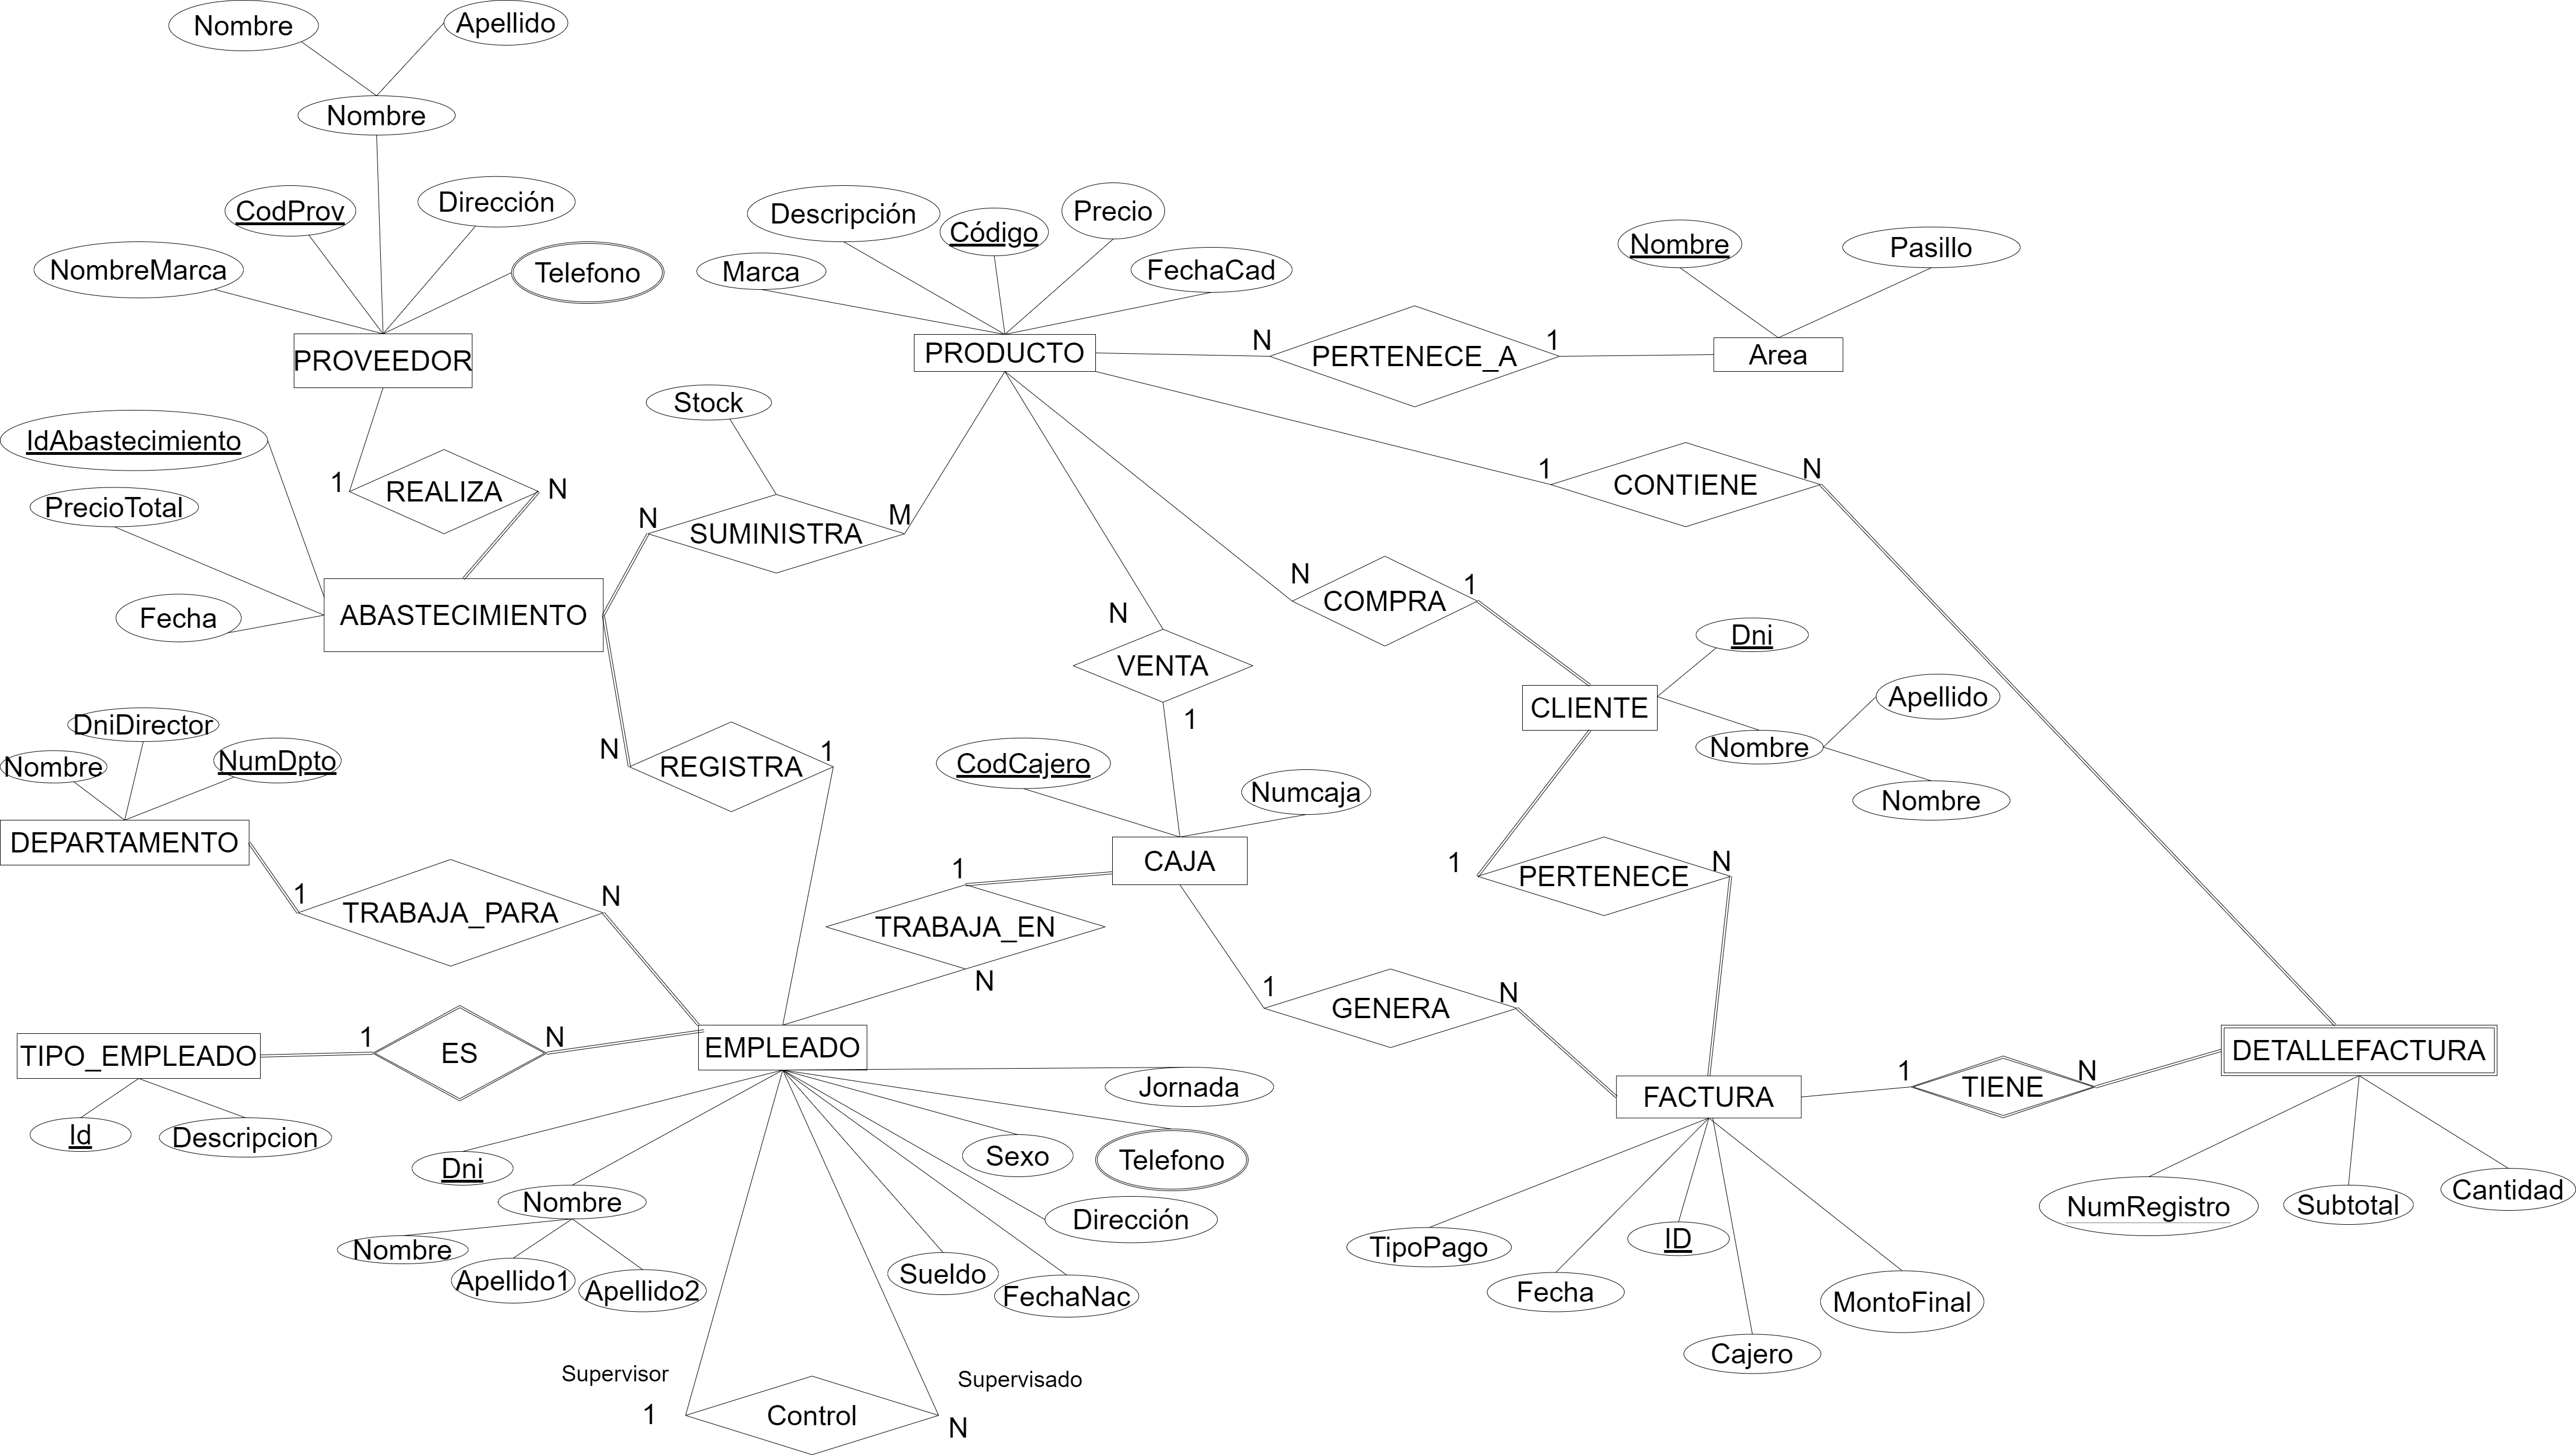 Nombre
Apellido
Nombre
CodProv
Dirección
NombreMarca
Telefono
PROVEEDOR
Descripción
Código
Precio
Marca
FechaCad
PRODUCTO
N
PERTENECE_A
1
Nombre
Pasillo
Area
IdAbastecimiento
PrecioTotal
Fecha
1
REALIZA
N
ABASTECIMIENTO
Stock
N
SUMINISTRA
M
1
CONTIENE
N
N
COMPRA
1
N
VENTA
1
Dni
CLIENTE
Apellido
Nombre
Nombre
DniDirector
Nombre
NumDpto
DEPARTAMENTO
N
REGISTRA
1
CodCajero
Numcaja
CAJA
1
TRABAJA_PARA
N
1
TRABAJA_EN
N
1
PERTENECE
N
1
GENERA
N
TIPO_EMPLEADO
1
ES
N
EMPLEADO
Id
Descripcion
Jornada
Sexo
Telefono
Dni
Nombre
Dirección
Nombre
Apellido1
Apellido2
Sueldo
FechaNac
Supervisor
1
Control
Supervisado
N
FACTURA
1
TIENE
N
DETALLEFACTURA
TipoPago
Fecha
ID
Cajero
MontoFinal
NumRegistro
Subtotal
Cantidad